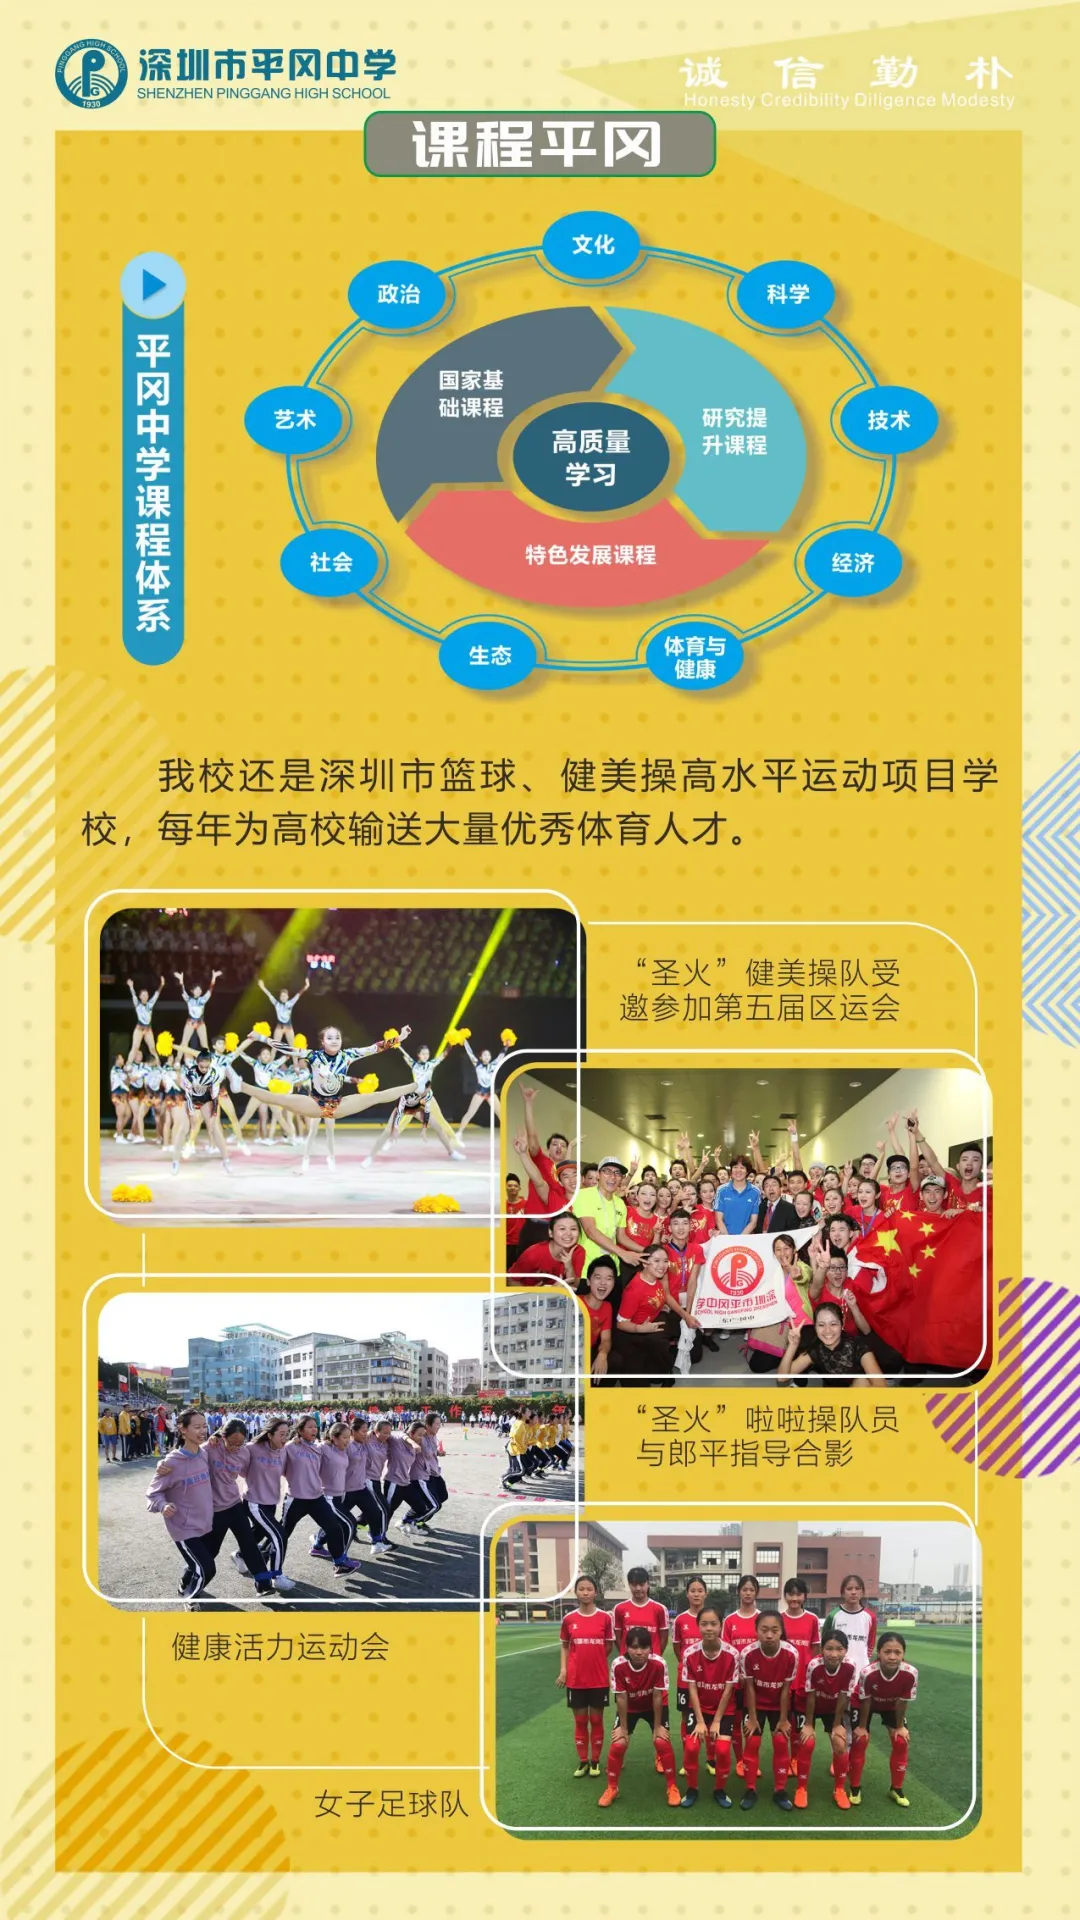 深圳市平冈中学
SHENZHEN PINGGANG HIGH SCHOOL
PINGGANG HIGH SCHOOL
1930
诚信勤朴
Honesty Credibility Diligence Modesty
课程平冈
平冈中学课程体系
文化
政治
科学
艺术
技术
社会
经济
生态
体育与
健康
国家基
础课程
研究提
升课程
高质量
学习
特色发展课程
我校还是深圳市篮球、健美操高水平运动项目学
校，每年为高校输送大量优秀体育人才。
“圣火”健美操队受
邀参加第五届区运会
1930
“圣火”啦啦操队员
与郎平指导合影
健康活力运动会
女子足球队